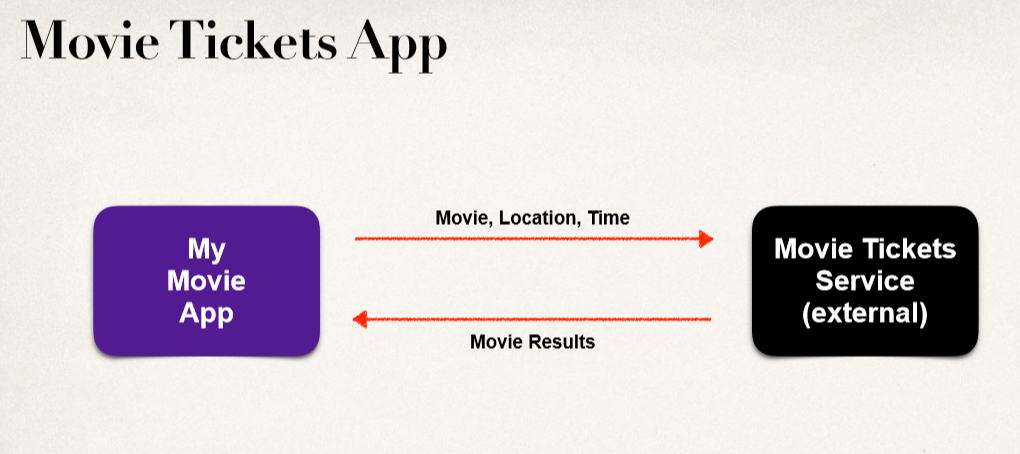 Movie Tickets App
Movie, Location, Time
My
Movie
App
Movie Tickets
Service
(external)
Movie Results